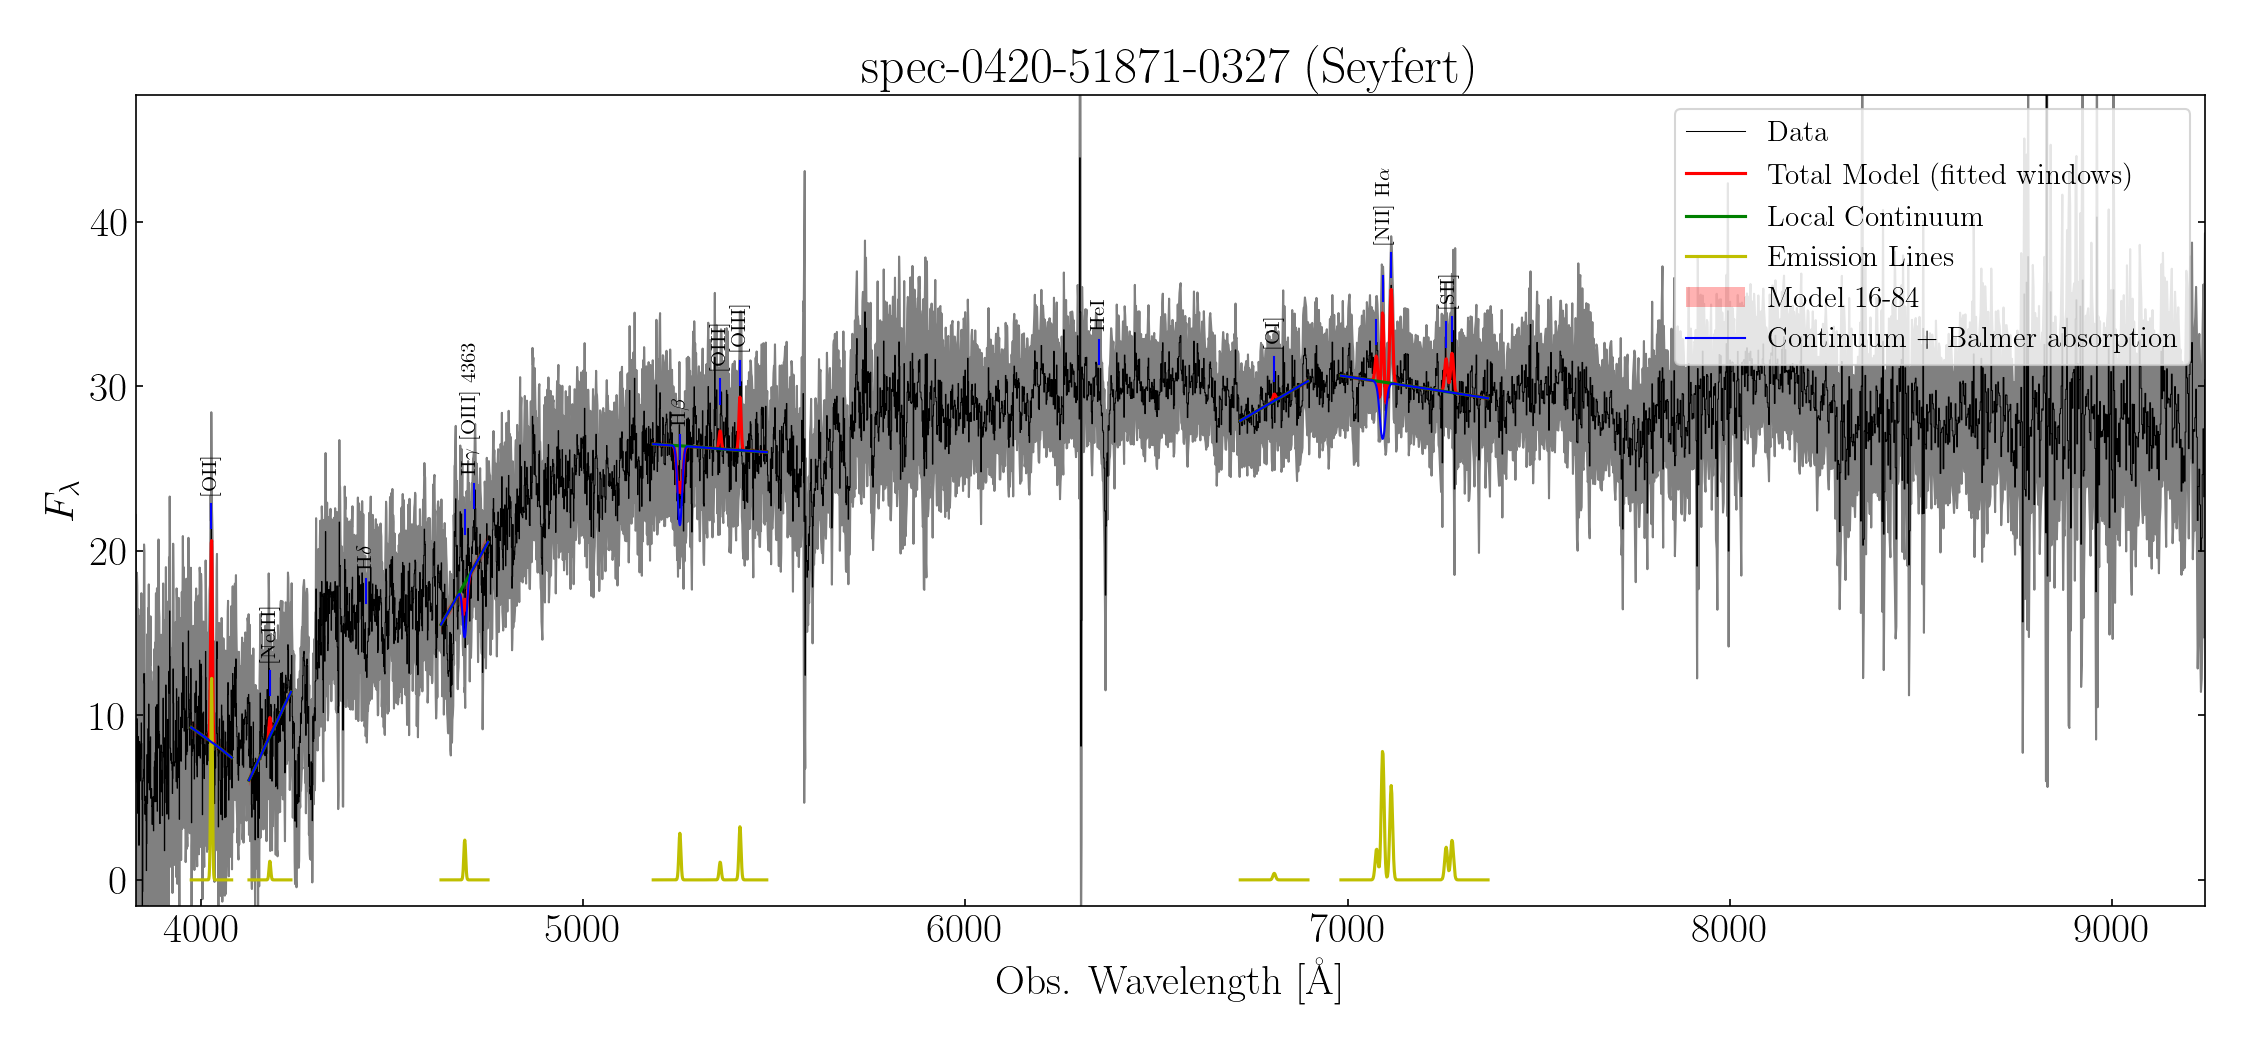 spec-0420-51871-0327 (Seyfert)
Data
Total Model (fitted windows)
Local Continuum
Emission Lines
Model 16-84
Continuum + Balmer absorption
[OII]
[NeIII]
Hδ
Hγ [OIII] 4363
Hβ
[OIII]
[OIII]
HeI
[OI]
[NII] Hα
[SII]
Fλ
40
30
20
10
0
4000
5000
6000
7000
8000
9000
Obs. Wavelength [Å]